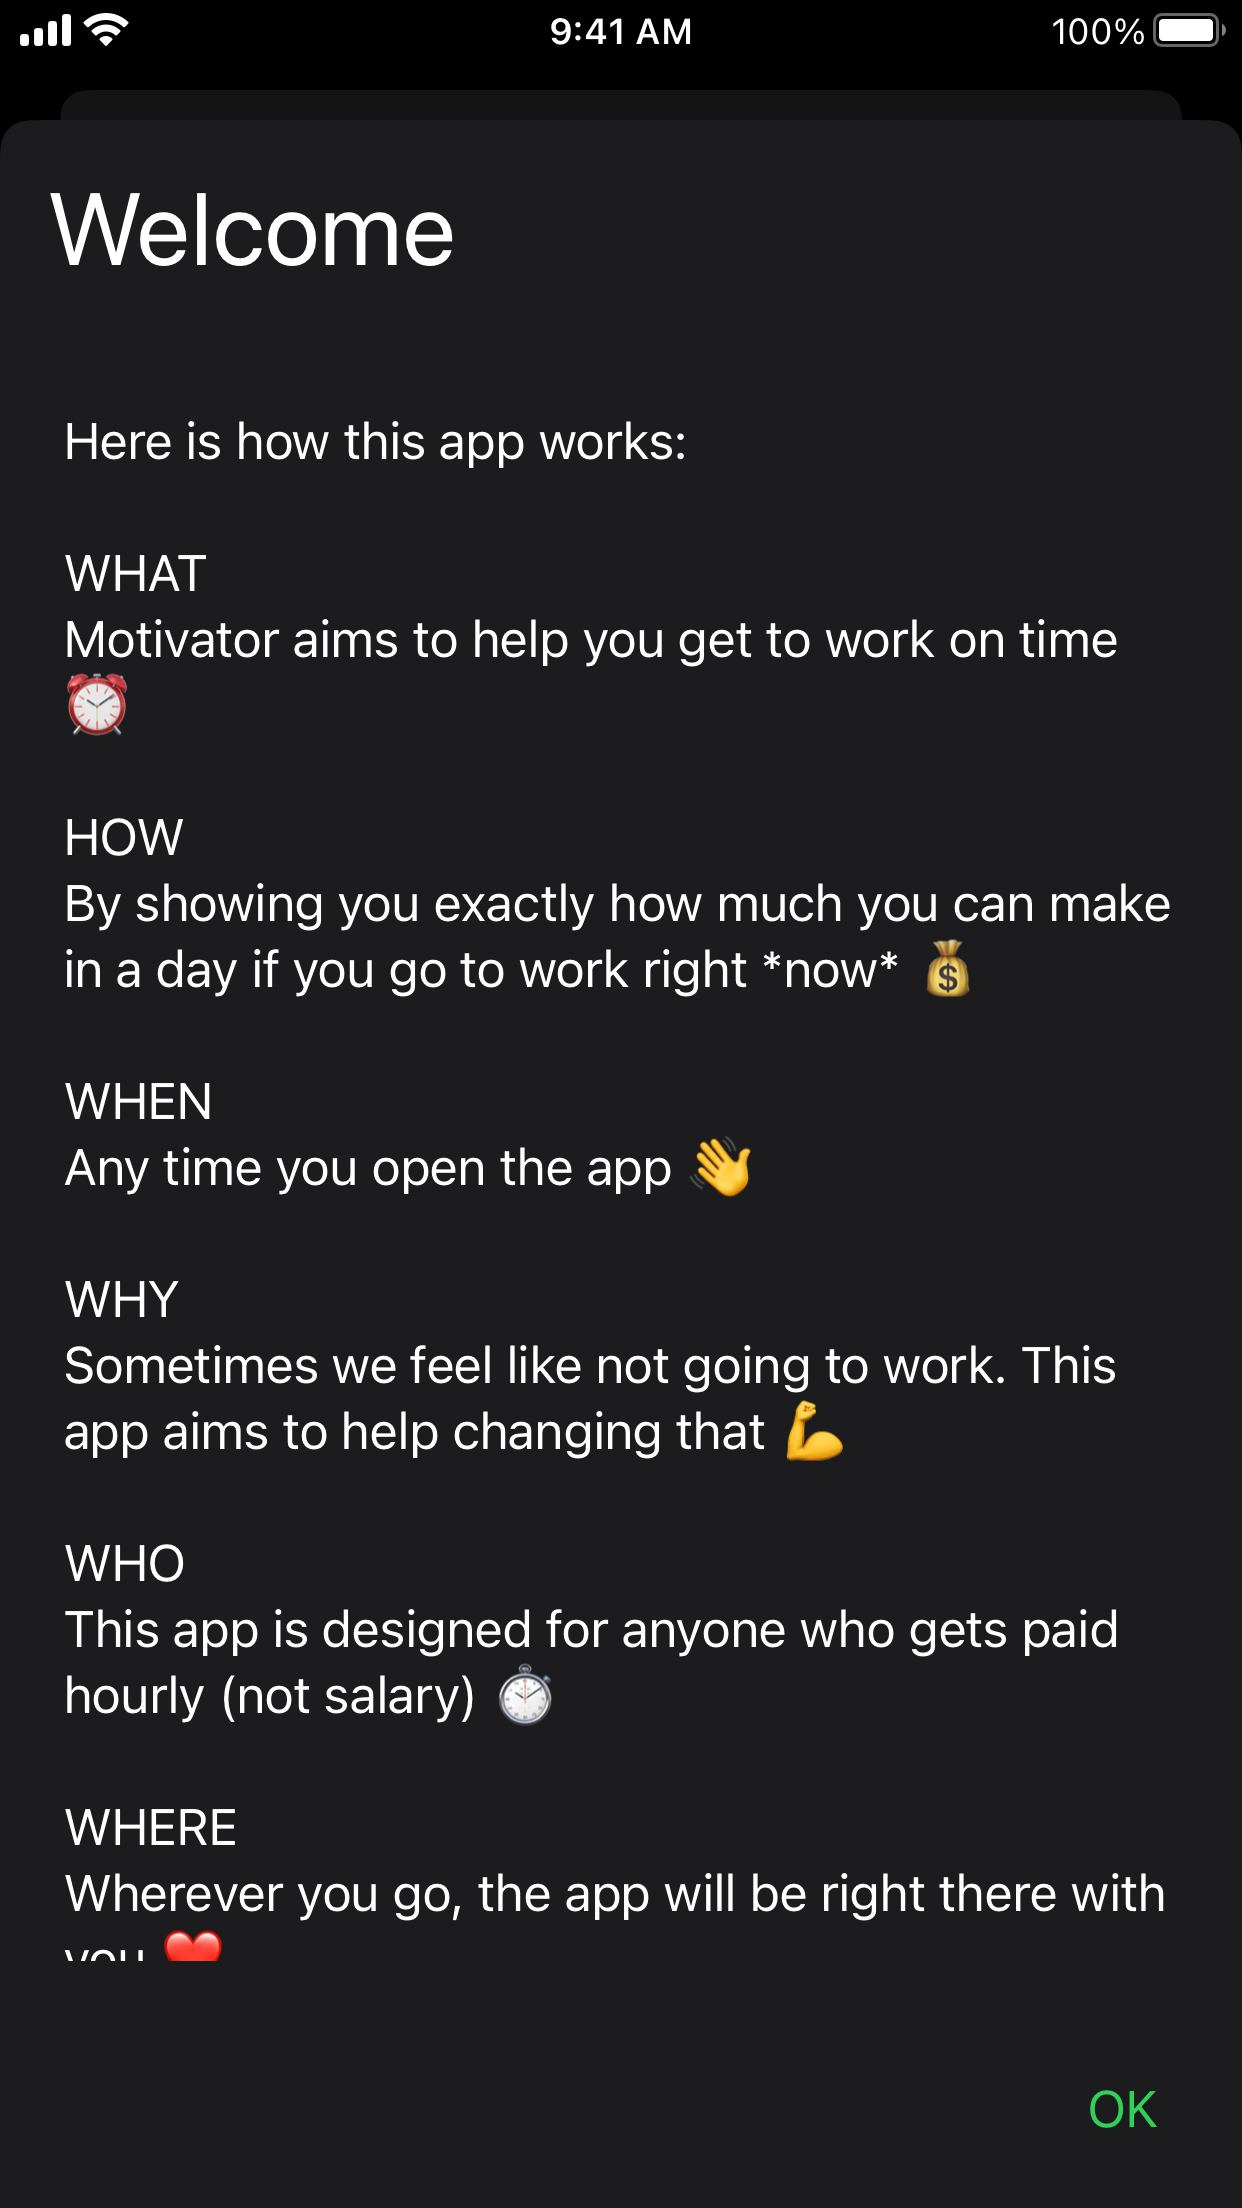 9:41 AM
100%
Welcome
Here is how this app works:
WHAT
Motivator aims to help you get to work on time
⏰
HOW
By showing you exactly how much you can make
in a day if you go to work right *now* 💰
WHEN
Any time you open the app 👋
WHY
Sometimes we feel like not going to work. This
app aims to help changing that 💪
WHO
This app is designed for anyone who gets paid
hourly (not salary) ⏱
WHERE
Wherever you go, the app will be right there with
you ❤️
OK